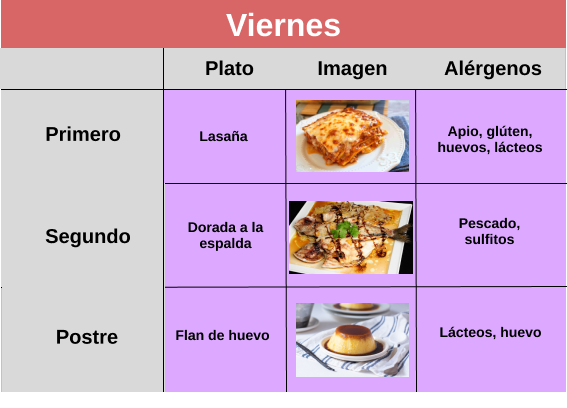 Viernes
Plato
Imagen
Alérgenos
Primero
Lasaña
Apio, glúten,
huevos, lácteos
Segundo
Dorada a la
espalda
Pescado,
sulfitos
Postre
Flan de huevo
Lácteos, huevo